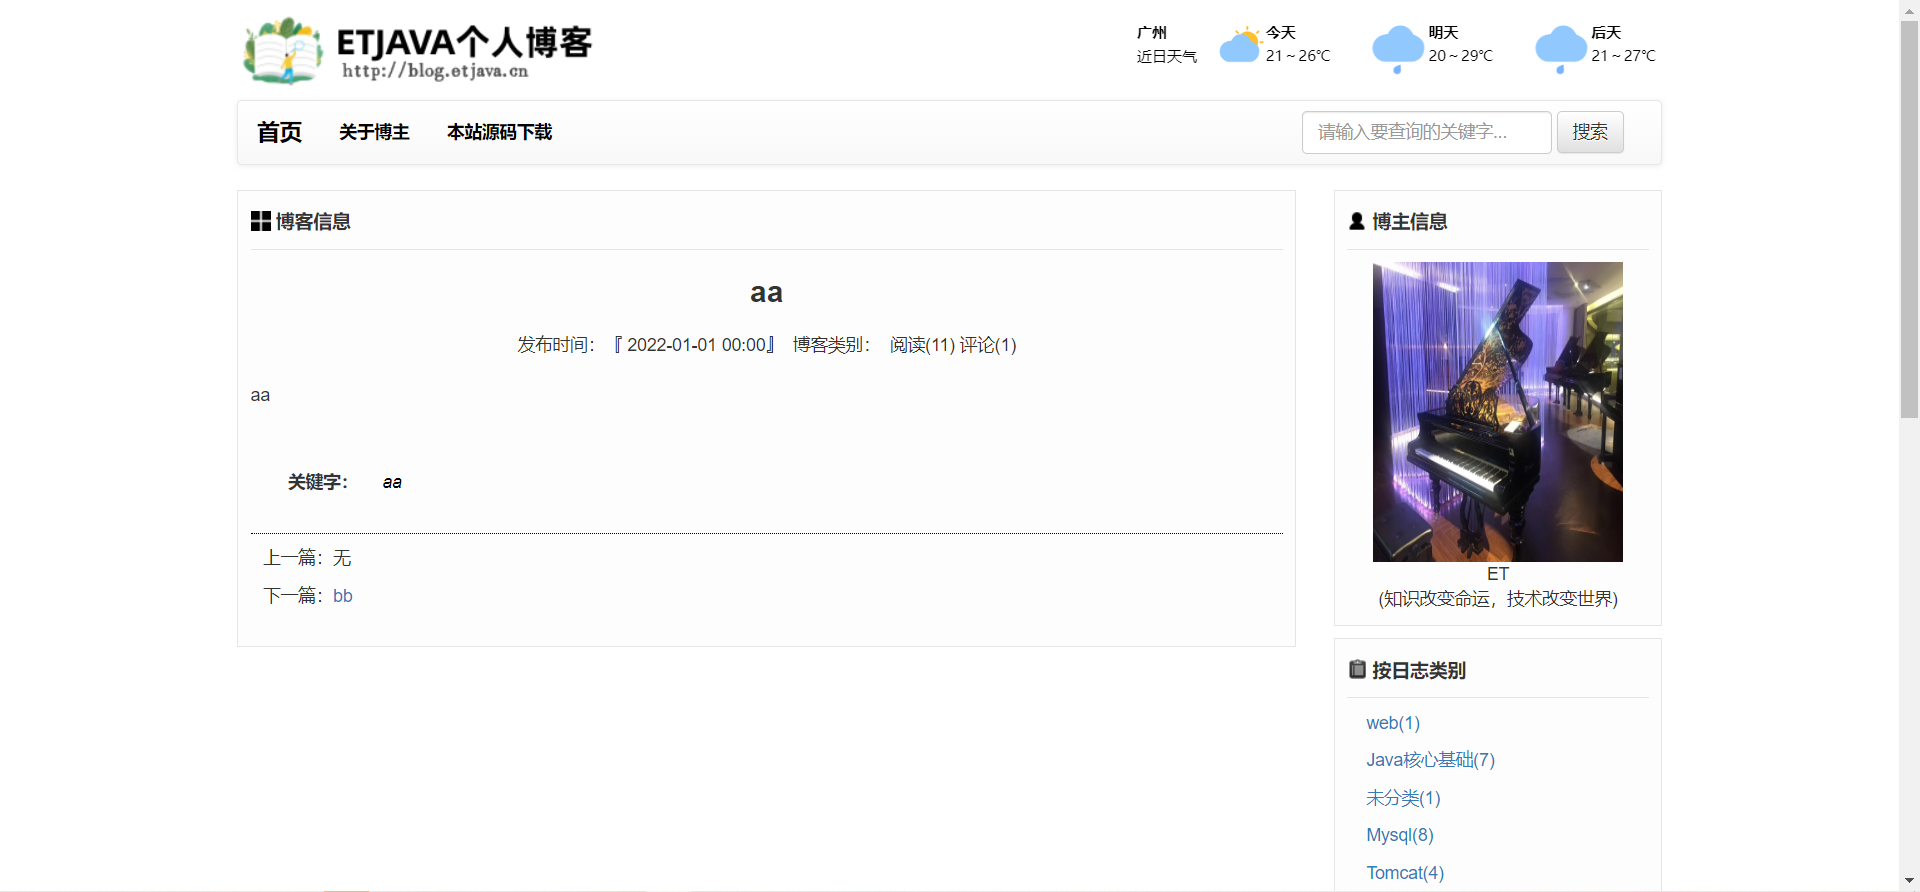 ETJAVA个人博客
http://blog.etjava.cn
广州
近日天气
今天
21～26℃
明天
20～29℃
后天
21～27℃
首页 关于博主 本站源码下载
请输入要查询的关键字... 搜索
博客信息
aa
发布时间：『 2022-01-01 00:00』 博客类别： 阅读(11) 评论(1)
aa
关键字： aa
上一篇：无
下一篇：bb
博主信息
ET
(知识改变命运，技术改变世界)
按日志类别
web(1)
Java核心基础(7)
未分类(1)
Mysql(8)
Tomcat(4)